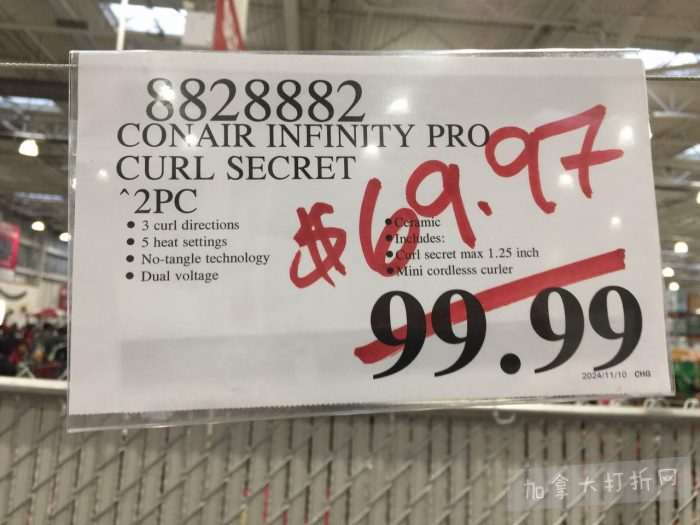 8828882
CONAIR INFINITY PRO
CURL SECRET
^2PC
$69.97
• 3 curl directions
• 5 heat settings
• No-tangle technology
• Dual voltage
• Ceramic
• Includes:
• Curl secret max 1.25 inch
• Mini cordlesss curler
99.99
2024/11/10 CHG
加拿大打折网